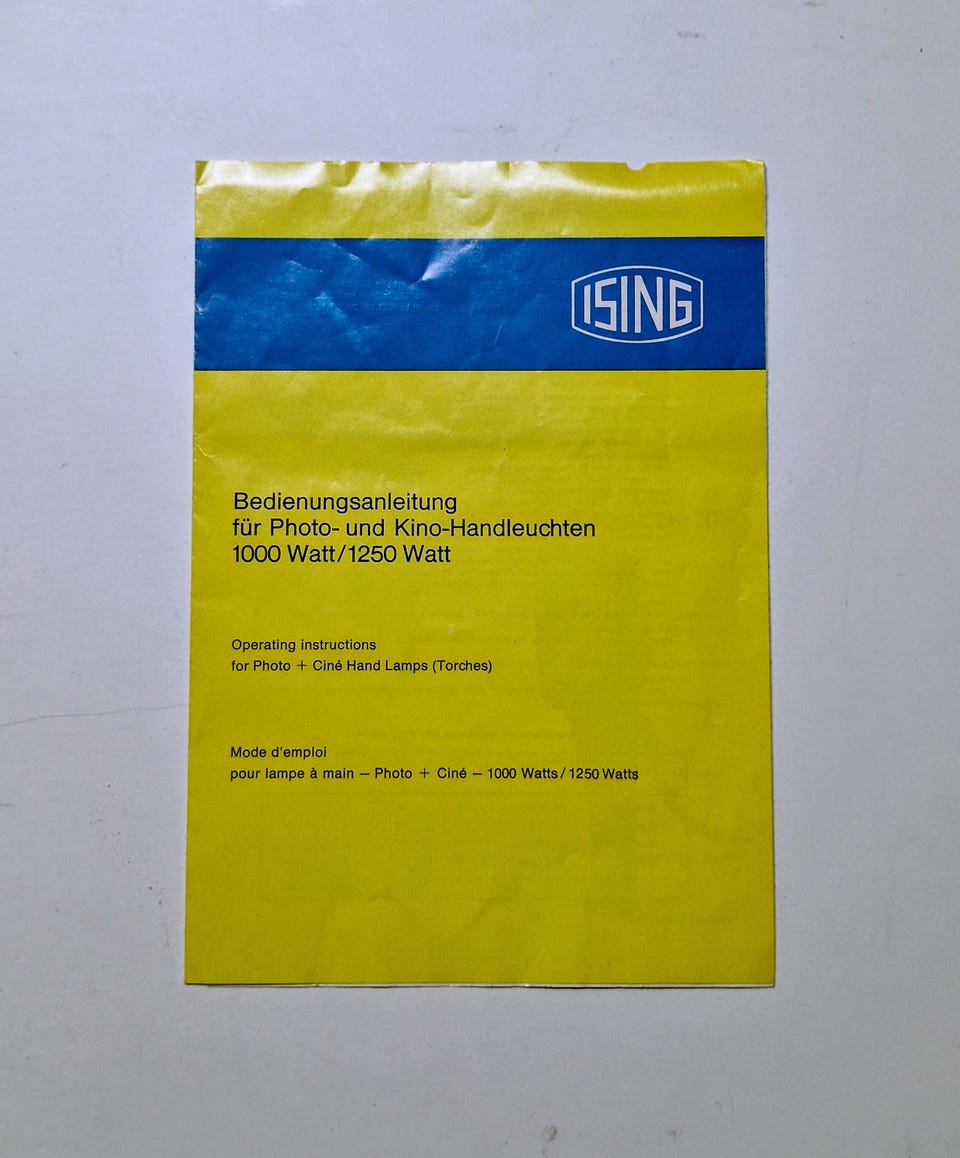 ISING
Bedienungsanleitung
für Photo- und Kino-Handleuchten
1000 Watt/1250 Watt
Operating instructions
for Photo + Ciné Hand Lamps (Torches)
Mode d'emploi
pour lampe à main – Photo + Ciné – 1000 Watts/1250 Watts